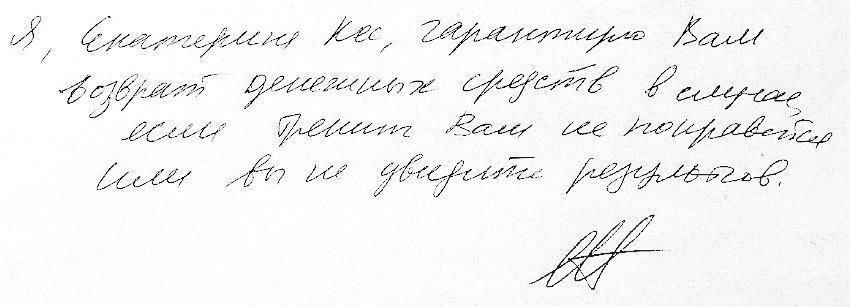 Я, Екатерина Кес, гарантирую Вам
возврат денежных средств в случае,
если тренинг Вам не понравится
или вы не увидите результатов.